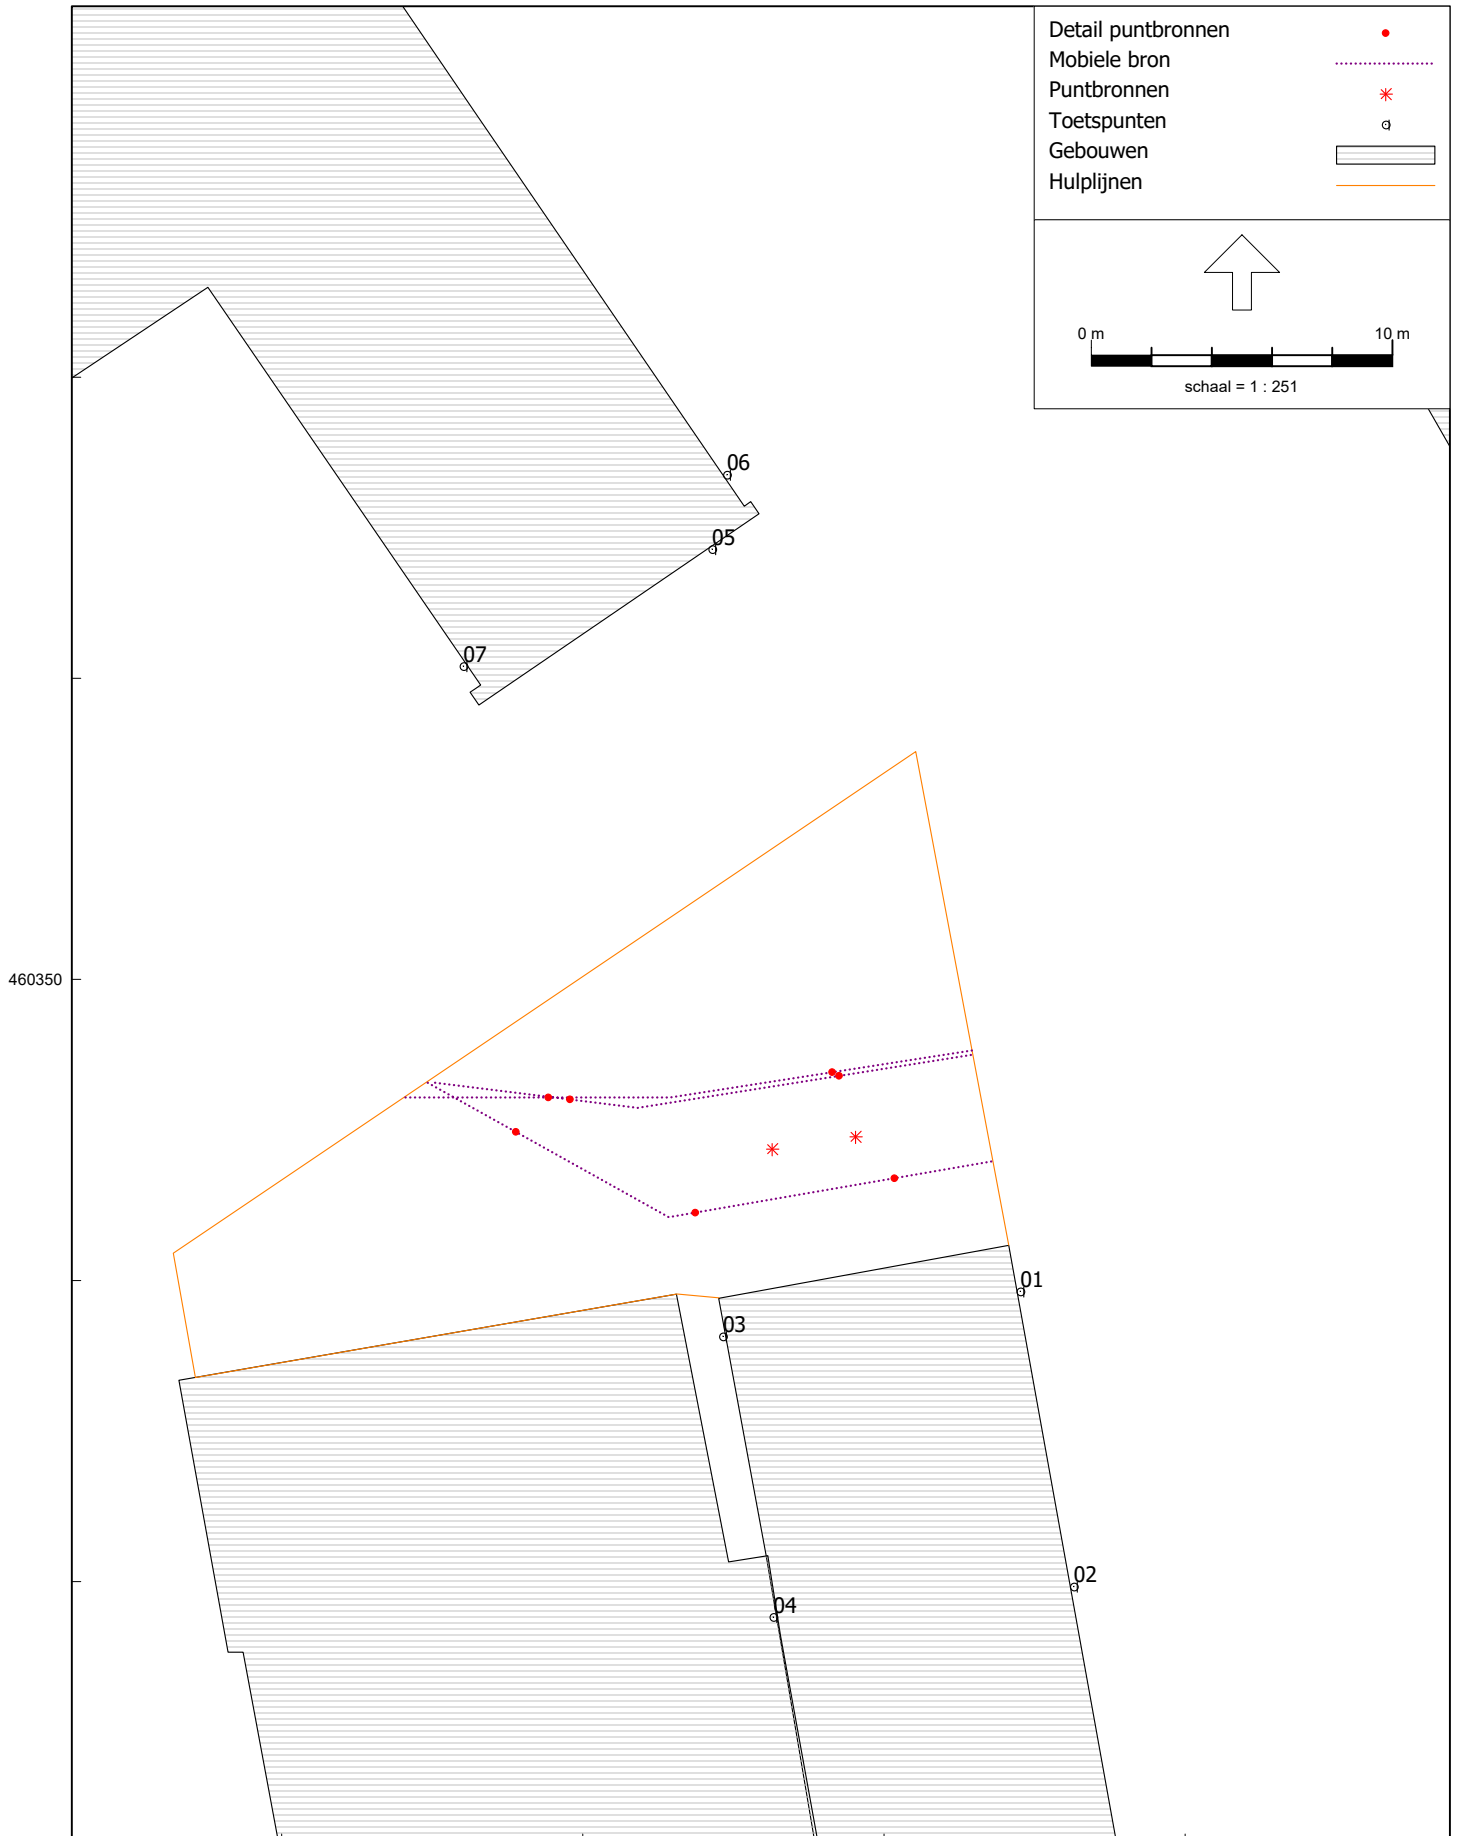 Detail puntbronnen
Mobiele bron
Puntbronnen
Toetspunten
Gebouwen
Hulplijnen
0 m 10 m
schaal = 1 : 251
06
05
07
460350
01
03
02
04